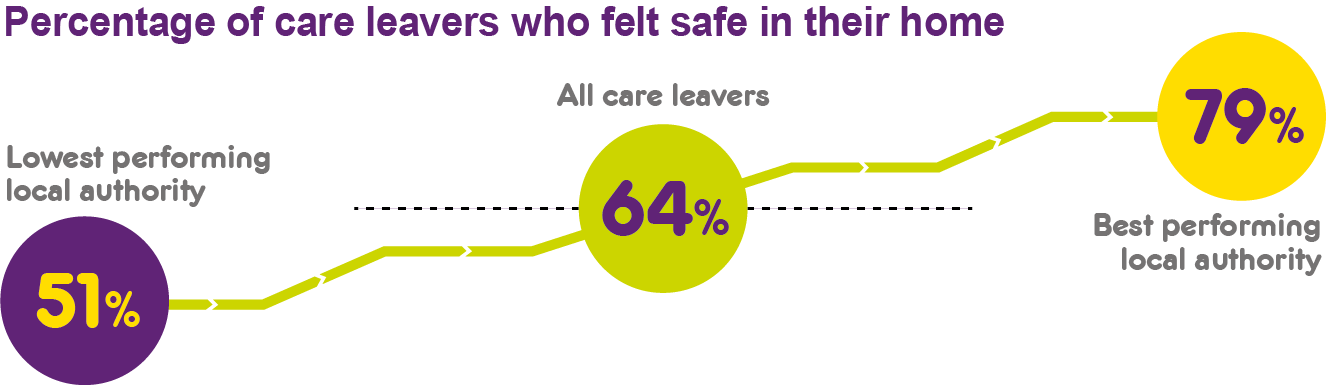 Percentage of care leavers who felt safe in their home
All care leavers
64%
Lowest performing
local authority
51%
79%
Best performing
local authority